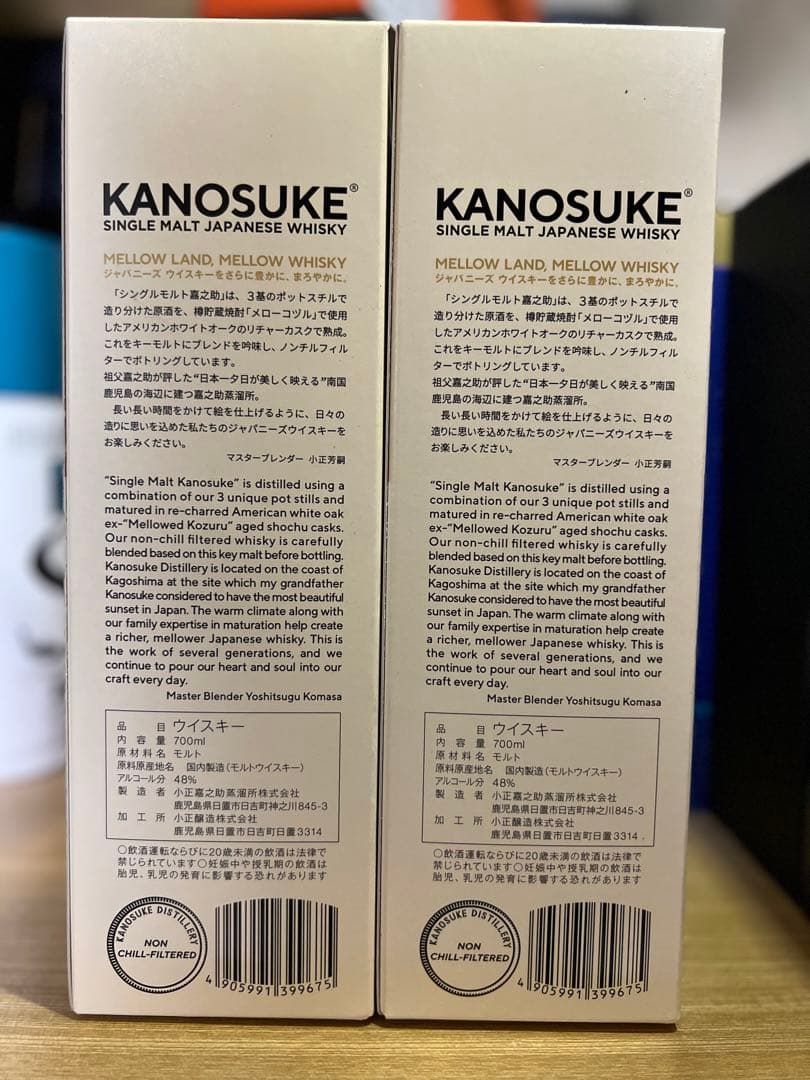 KANOSUKE®
SINGLE MALT JAPANESE WHISKY
MELLOW LAND, MELLOW WHISKY
ジャパニーズ ウイスキーをさらに豊かに、まろやかに。
「シングルモルト嘉之助」は、3基のポットスチルで
造り分けた原酒を、樽貯蔵焼酎「メローコヅル」で使用
したアメリカンホワイトオークのリチャーカスクで熟成。
これをキーモルトにブレンドを吟味し、ノンチルフィル
ターでボトリングしています。
祖父嘉之助が評した“日本一夕日が美しく映える”南国
鹿児島の海辺に建つ嘉之助蒸溜所。
長い長い時間をかけて絵を仕上げるように、日々の
造りに思いを込めた私たちのジャパニーズウイスキーを
お楽しみください。
マスターブレンダー 小正芳嗣
“Single Malt Kanosuke” is distilled using a
combination of our 3 unique pot stills and
matured in re-charred American white oak
ex-“Mellowed Kozuru” aged shochu casks.
Our non-chill filtered whisky is carefully
blended based on this key malt before bottling.
Kanosuke Distillery is located on the coast of
Kagoshima at the site which my grandfather
Kanosuke considered to have the most beautiful
sunset in Japan. The warm climate along with
our family expertise in maturation help create
a richer, mellower Japanese whisky. This is
the work of several generations, and we
continue to pour our heart and soul into our
craft every day.
Master Blender Yoshitsugu Komasa
品目 ウイスキー
内容量 700ml
原材料名 モルト
原料原産地名 国内製造（モルトウイスキー）
アルコール分 48%
製造者 小正嘉之助蒸溜所株式会社
鹿児島県日置市日吉町神之川845-3
加工所 小正醸造株式会社
鹿児島県日置市日吉町日置3314
○飲酒運転ならびに20歳未満の飲酒は法律で
禁じられています○妊娠中や授乳期の飲酒は
胎児、乳児の発育に影響する恐れがあります
KANOSUKE DISTILLERY
NON
CHILL-FILTERED
4 905991 399675
KANOSUKE®
SINGLE MALT JAPANESE WHISKY
MELLOW LAND, MELLOW WHISKY
ジャパニーズ ウイスキーをさらに豊かに、まろやかに。
「シングルモルト嘉之助」は、3基のポットスチルで
造り分けた原酒を、樽貯蔵焼酎「メローコヅル」で使用
したアメリカンホワイトオークのリチャーカスクで熟成。
これをキーモルトにブレンドを吟味し、ノンチルフィル
ターでボトリングしています。
祖父嘉之助が評した“日本一夕日が美しく映える”南国
鹿児島の海辺に建つ嘉之助蒸溜所。
長い長い時間をかけて絵を仕上げるように、日々の
造りに思いを込めた私たちのジャパニーズウイスキーを
お楽しみください。
マスターブレンダー 小正芳嗣
“Single Malt Kanosuke” is distilled using a
combination of our 3 unique pot stills and
matured in re-charred American white oak
ex-“Mellowed Kozuru” aged shochu casks.
Our non-chill filtered whisky is carefully
blended based on this key malt before bottling.
Kanosuke Distillery is located on the coast of
Kagoshima at the site which my grandfather
Kanosuke considered to have the most beautiful
sunset in Japan. The warm climate along with
our family expertise in maturation help create
a richer, mellower Japanese whisky. This is
the work of several generations, and we
continue to pour our heart and soul into our
craft every day.
Master Blender Yoshitsugu Komasa
品目 ウイスキー
内容量 700ml
原材料名 モルト
原料原産地名 国内製造（モルトウイスキー）
アルコール分 48%
製造者 小正嘉之助蒸溜所株式会社
鹿児島県日置市日吉町神之川845-3
加工所 小正醸造株式会社
鹿児島県日置市日吉町日置3314
○飲酒運転ならびに20歳未満の飲酒は法律で
禁じられています○妊娠中や授乳期の飲酒は
胎児、乳児の発育に影響する恐れがあります
KANOSUKE DISTILLERY
NON
CHILL-FILTERED
4 905991 399675